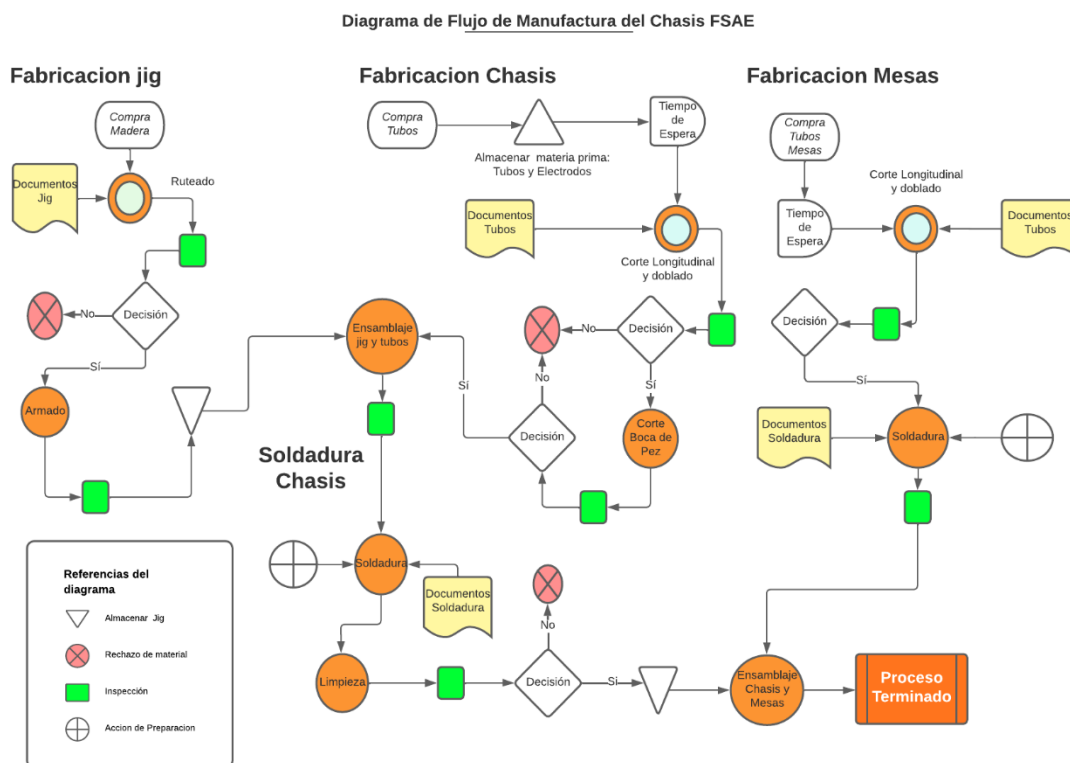 Diagrama de Flujo de Manufactura del Chasis FSAE
Fabricacion jig
Compra
Madera
Documentos
Jig
Ruteado
Decisión
No
Sí
Armado
Fabricacion Chasis
Compra
Tubos
Almacenar materia prima:
Tubos y Electrodos
Tiempo
de
Espera
Documentos
Tubos
Corte Longitudinal
y doblado
Decisión
No
Sí
Corte
Boca de
Pez
Decisión
No
Sí
Ensamblaje
jig y tubos
Fabricacion Mesas
Compra
Tubos
Mesas
Tiempo
de
Espera
Corte Longitudinal
y doblado
Documentos
Tubos
Decisión
Sí
Documentos
Soldadura
Soldadura
Soldadura
Chasis
Soldadura
Documentos
Soldadura
Limpieza
Decisión
No
Si
Ensamblaje
Chasis y
Mesas
Proceso
Terminado
Referencias del
diagrama
Almacenar Jig
Rechazo de material
Inspección
Accion de Preparacion